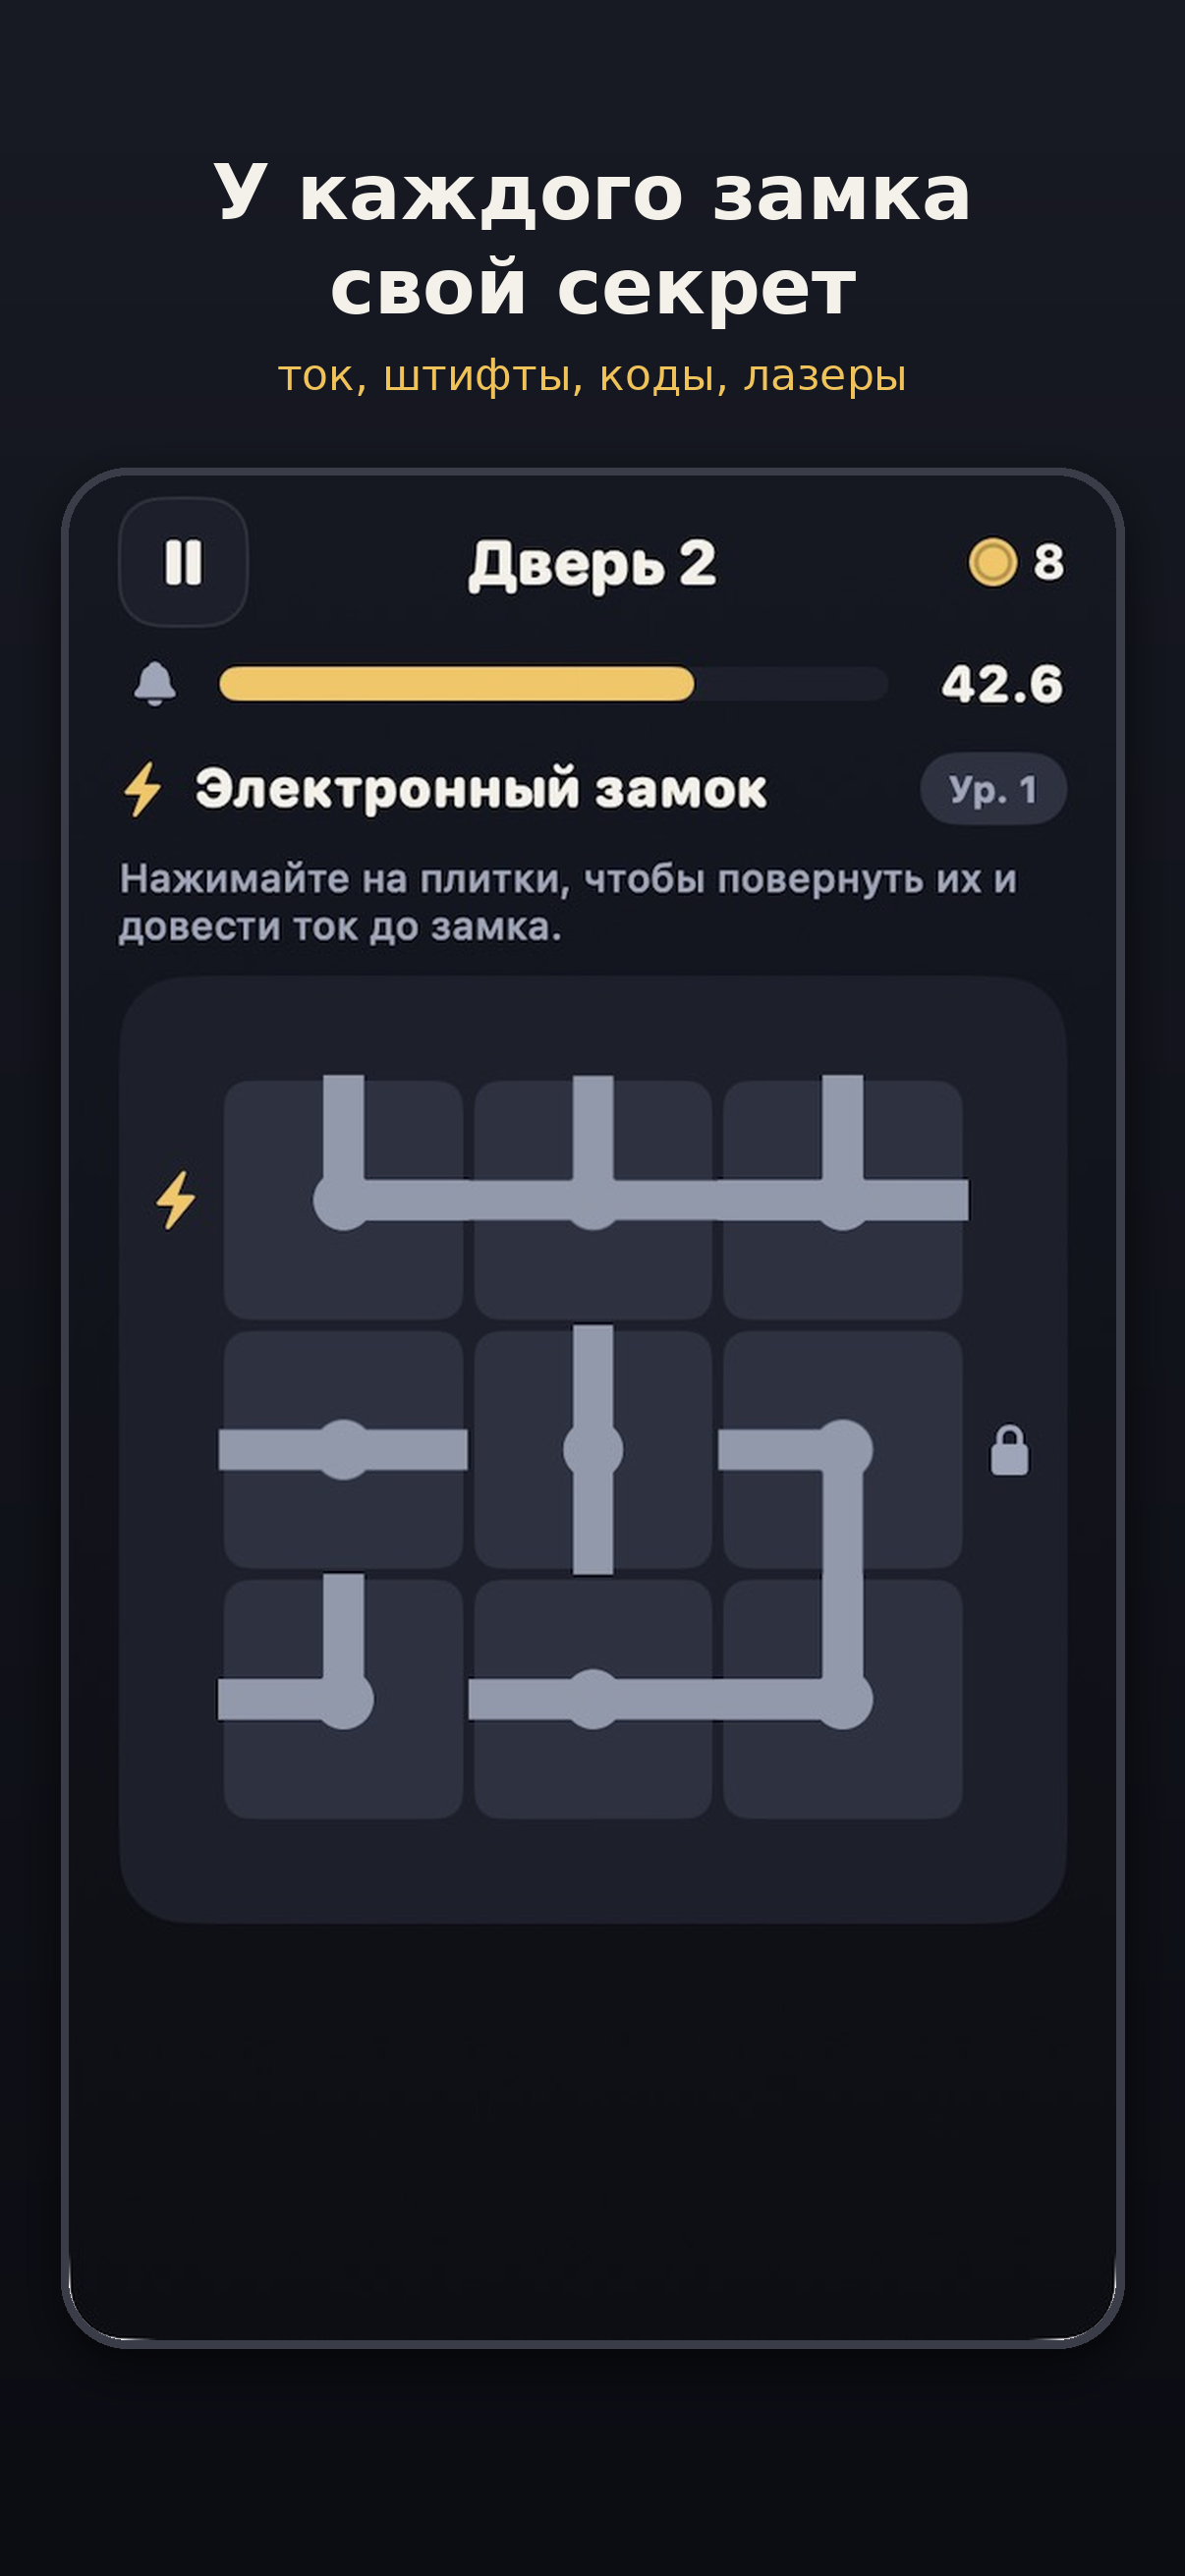 У каждого замка
свой секрет
ток, штифты, коды, лазеры
Дверь 2
8
42.6
Электронный замок
Ур. 1
Нажимайте на плитки, чтобы повернуть их и
довести ток до замка.